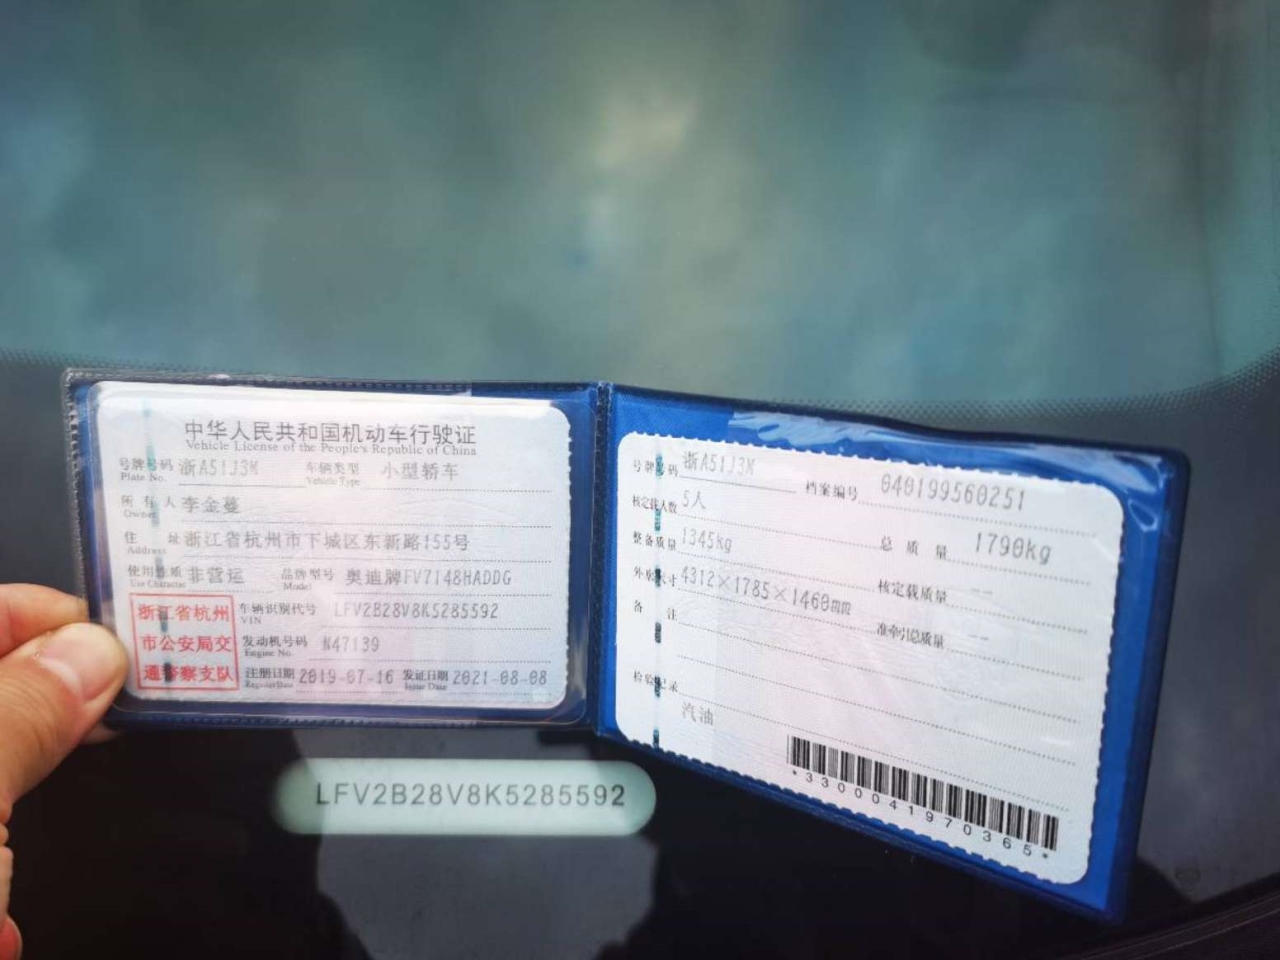 中华人民共和国机动车行驶证
Vehicle License of the People's Republic of China
号牌号码 浙A51J3M 车辆类型 小型轿车
Plate No. Vehicle Type
所有人 李金蔓
Owner
住址 浙江省杭州市下城区东新路155号
Address
使用性质 非营运 品牌型号 奥迪牌FV7148HADDG
Use Character Model
浙江省杭州
市公安局交
通警察支队
车辆识别代号 LFV2B28V8K5285592
VIN
发动机号码 N47139
Engine No.
注册日期 2019-07-16 发证日期 2021-08-08
Register Date Issue Date
号牌号码 浙A51J3M 档案编号 040199560251
核定载人数 5人
整备质量 1345kg 总质量 1790kg
外廓尺寸 4312×1785×1460mm 核定载质量 --
备注 准牵引总质量 --
检验记录
汽油
*3300041970365*
LFV2B28V8K5285592